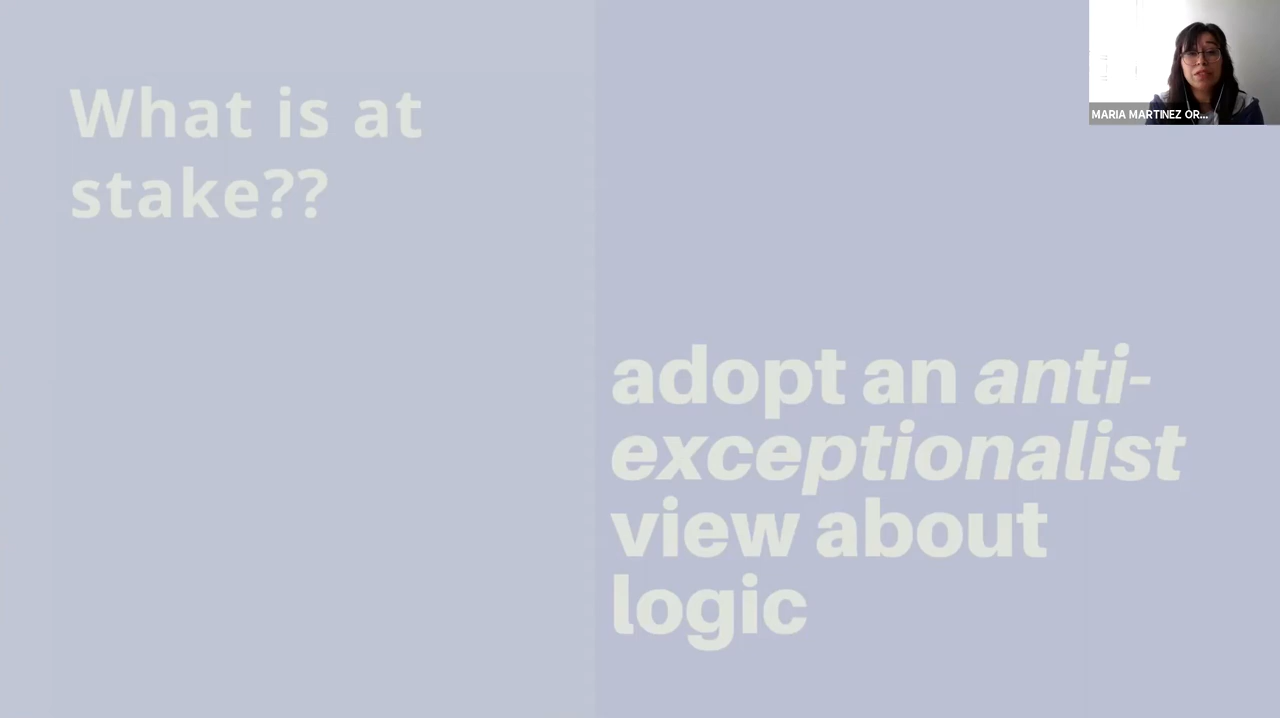 What is at
stake??
MARIA MARTINEZ OR...
adopt an anti-
exceptionalist
view about
logic